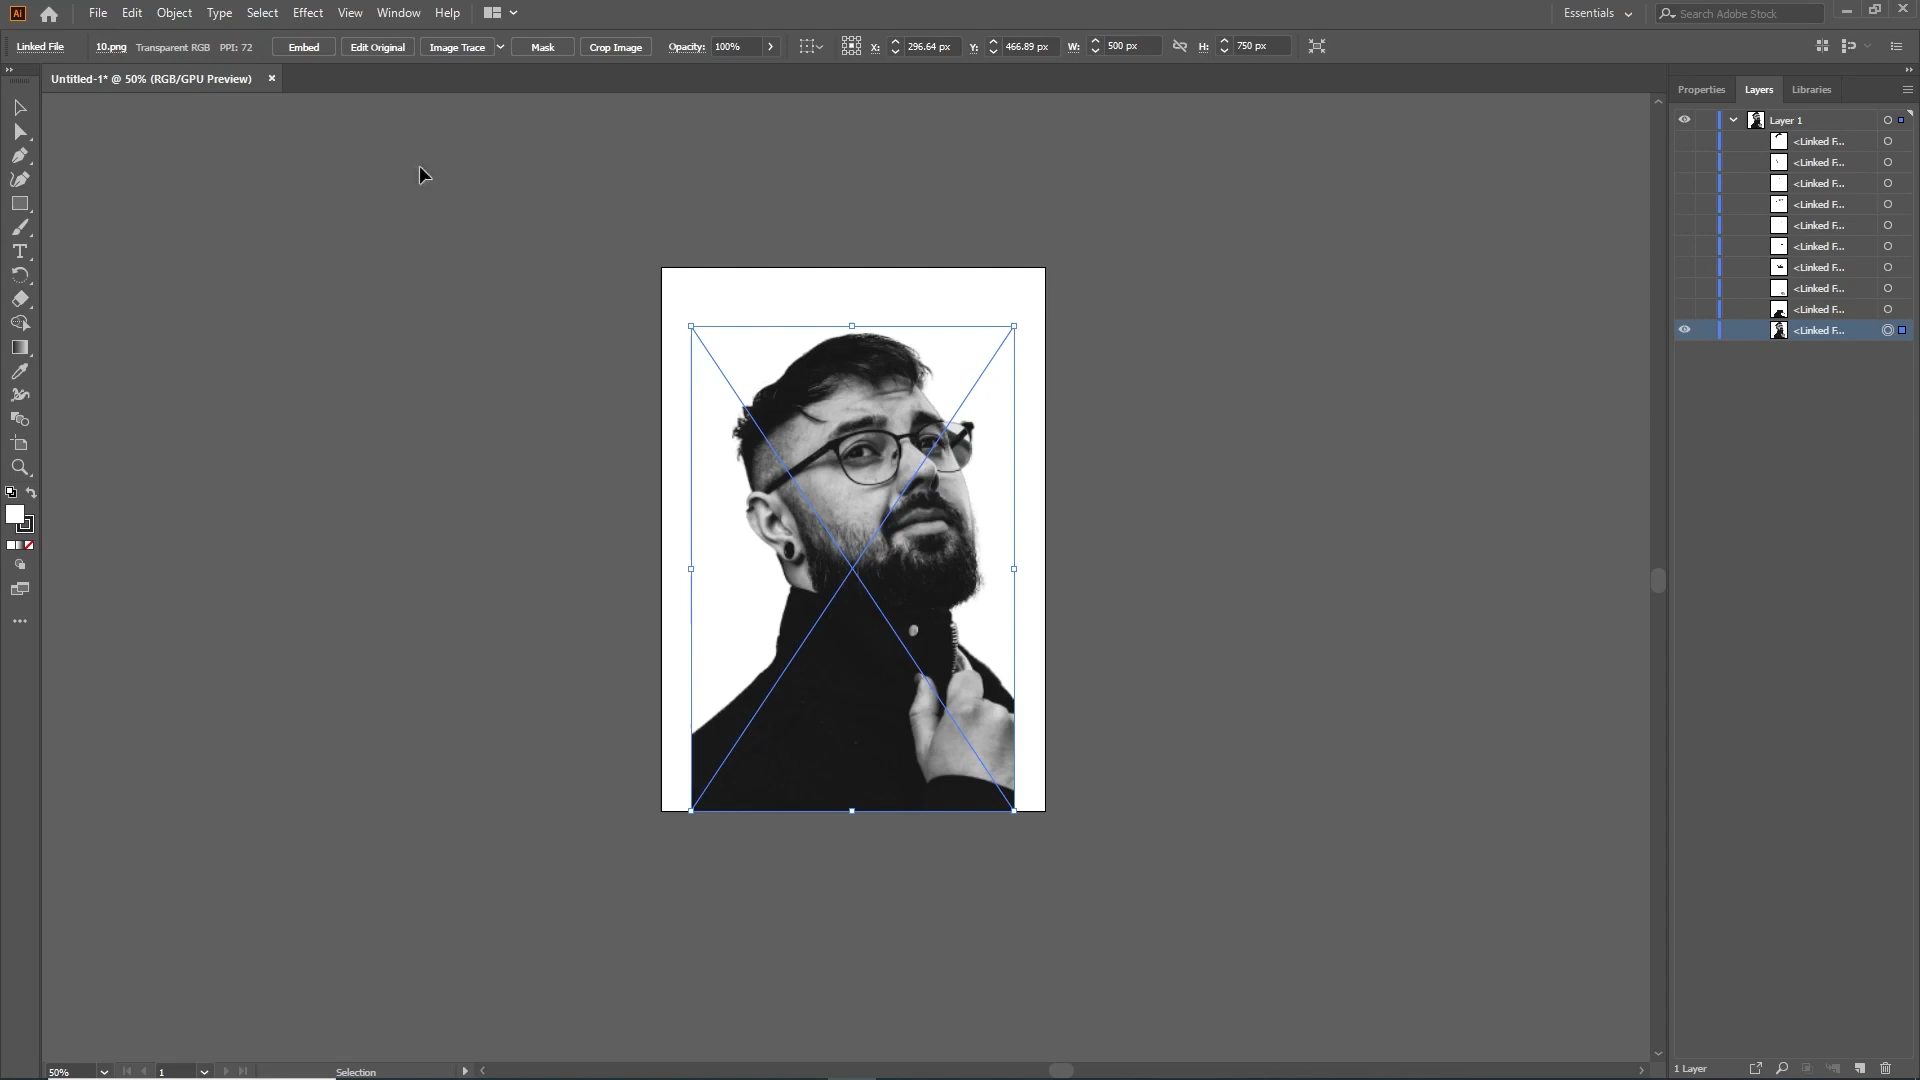 Ai File Edit Object Type Select Effect View Window Help Essentials Search Adobe Stock
Linked File 10.png Transparent RGB PPI: 72 Embed Edit Original Image Trace Mask Crop Image Opacity: 100% X: 296.64 px Y: 466.89 px W: 500 px H: 750 px
Untitled-1* @ 50% (RGB/GPU Preview) ×
Properties Layers Libraries
Layer 1
<Linked F...
<Linked F...
<Linked F...
<Linked F...
<Linked F...
<Linked F...
<Linked F...
<Linked F...
<Linked F...
<Linked F...
50% 1 Selection 1 Layer